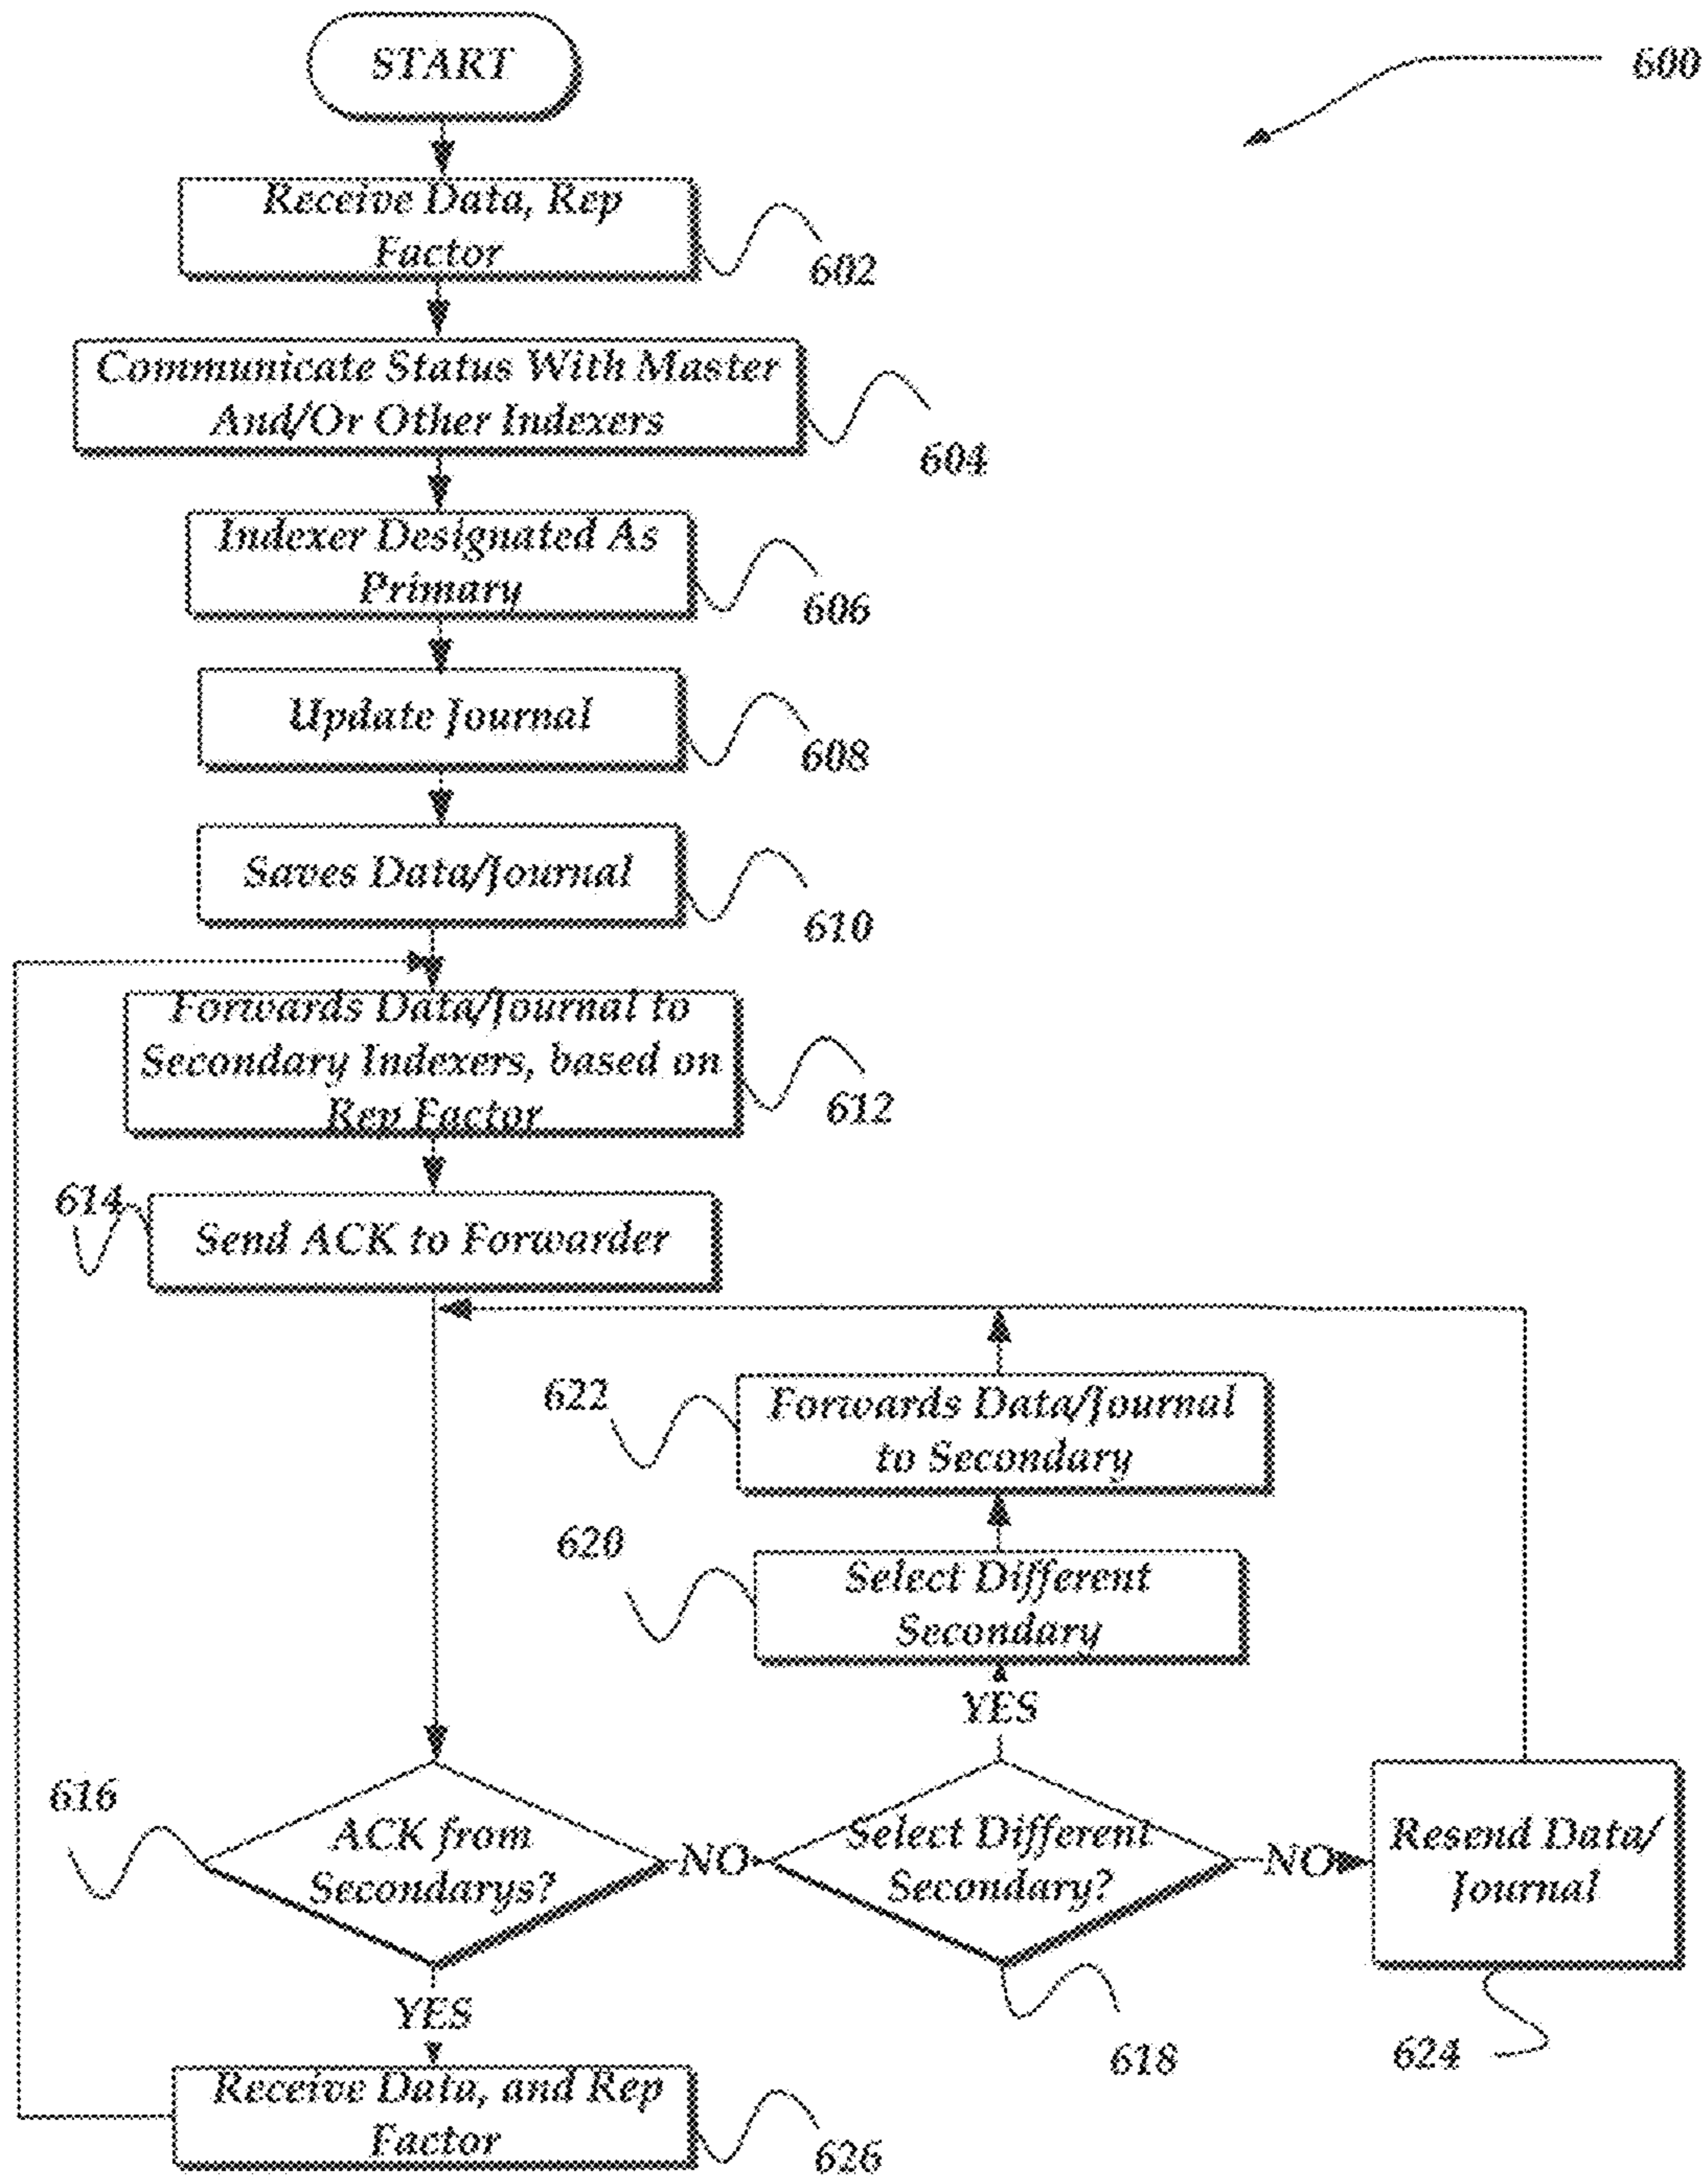 START
600
Receive Data, Rep
Factor
602
Communicate Status With Master
And/Or Other Indexers
604
Indexer Designated As
Primary
606
Update Journal
608
Saves Data/Journal
610
Forwards Data/Journal to
Secondary Indexers, based on
Rep Factor
612
614
Send ACK to Forwarder
622
Forwards Data/Journal
to Secondary
620
Select Different
Secondary
YES
616
ACK from
Secondarys?
NO
Select Different
Secondary?
NO
Resend Data/
Journal
YES
618
624
Receive Data, and Rep
Factor
626